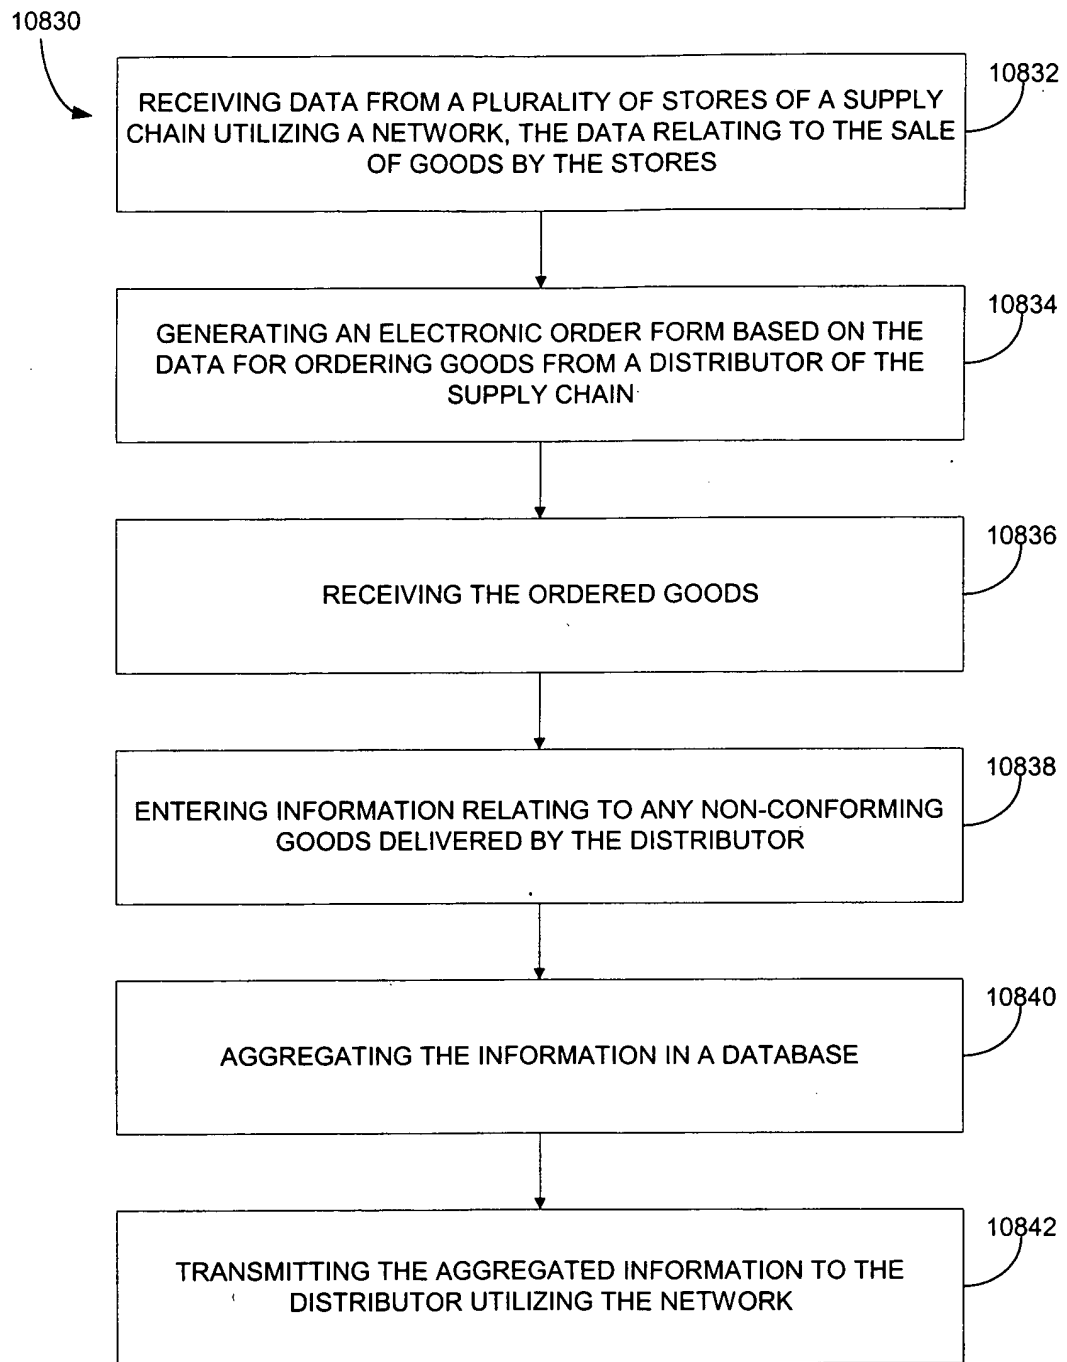 10830
10832
RECEIVING DATA FROM A PLURALITY OF STORES OF A SUPPLY
CHAIN UTILIZING A NETWORK, THE DATA RELATING TO THE SALE
OF GOODS BY THE STORES
10834
GENERATING AN ELECTRONIC ORDER FORM BASED ON THE
DATA FOR ORDERING GOODS FROM A DISTRIBUTOR OF THE
SUPPLY CHAIN
10836
RECEIVING THE ORDERED GOODS
10838
ENTERING INFORMATION RELATING TO ANY NON-CONFORMING
GOODS DELIVERED BY THE DISTRIBUTOR
10840
AGGREGATING THE INFORMATION IN A DATABASE
10842
TRANSMITTING THE AGGREGATED INFORMATION TO THE
DISTRIBUTOR UTILIZING THE NETWORK